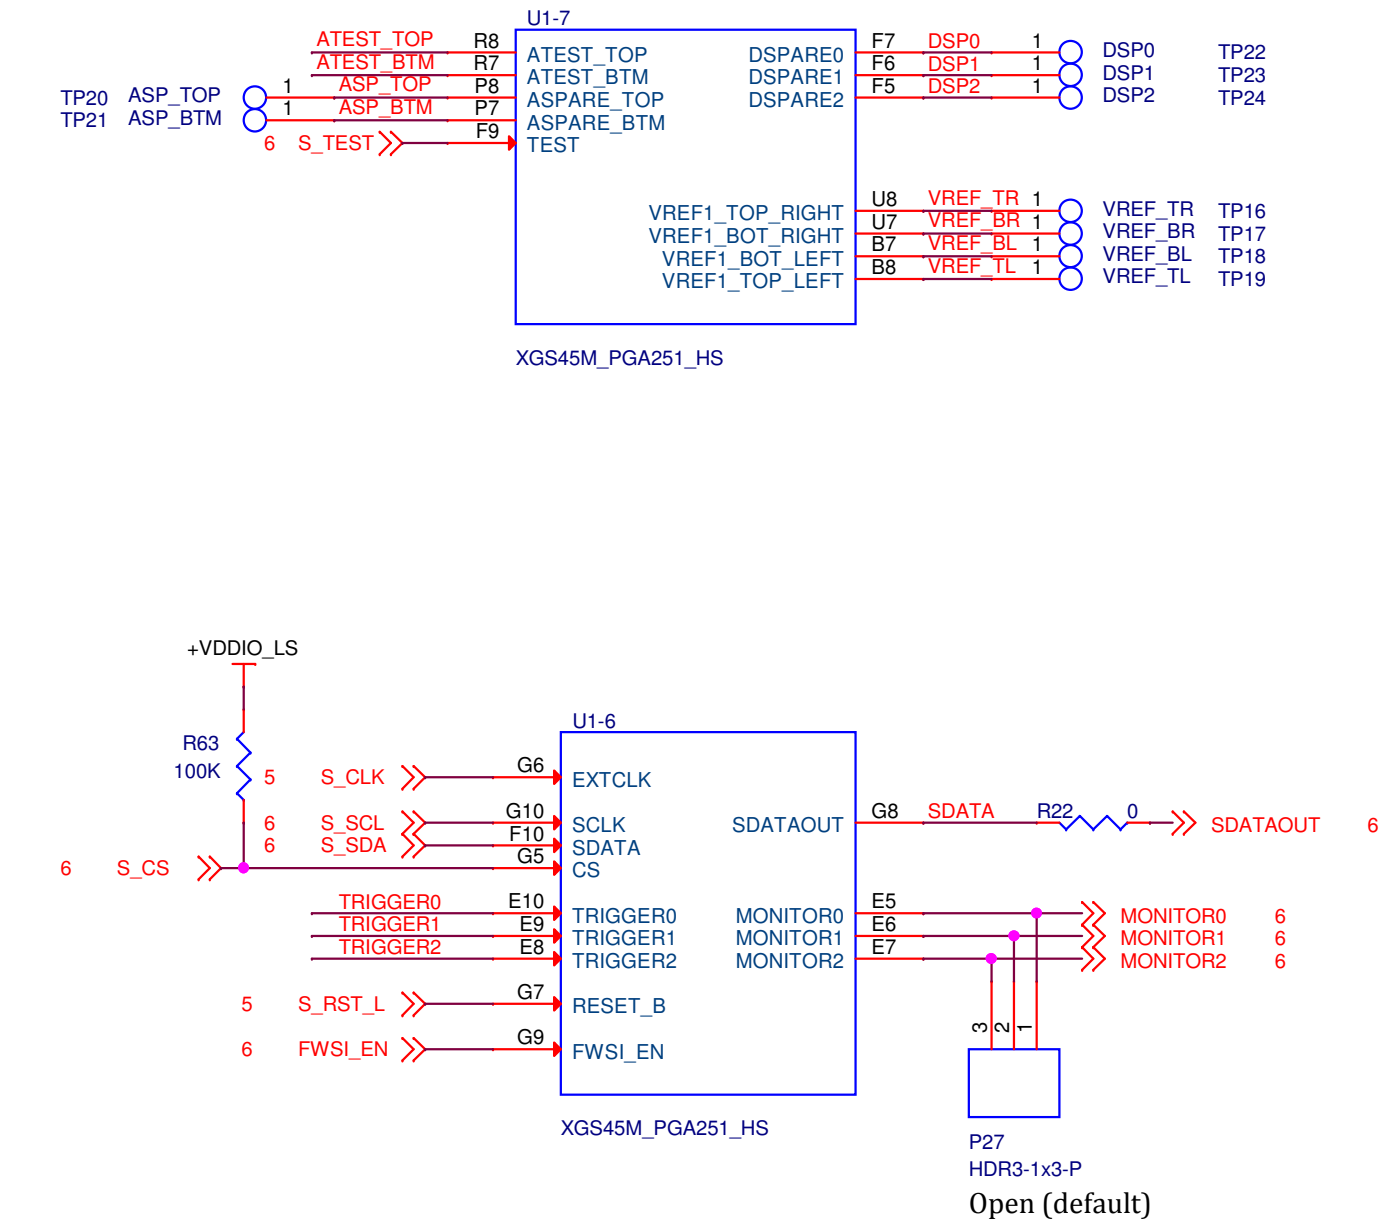 U1-7
ATEST_TOP R8 ATEST_TOP DSPARE0 F7 DSP0 1 DSP0 TP22
ATEST_BTM R7 ATEST_BTM DSPARE1 F6 DSP1 1 DSP1 TP23
TP20 ASP_TOP 1 ASP_TOP P8 ASPARE_TOP DSPARE2 F5 DSP2 1 DSP2 TP24
TP21 ASP_BTM 1 ASP_BTM P7 ASPARE_BTM
6 S_TEST F9 TEST
VREF1_TOP_RIGHT U8 VREF_TR 1 VREF_TR TP16
VREF1_BOT_RIGHT U7 VREF_BR 1 VREF_BR TP17
VREF1_BOT_LEFT B7 VREF_BL 1 VREF_BL TP18
VREF1_TOP_LEFT B8 VREF_TL 1 VREF_TL TP19
XGS45M_PGA251_HS
+VDDIO_LS
U1-6
R63
100K
5 S_CLK G6 EXTCLK
6 S_SCL G10 SCLK SDATAOUT G8 SDATA R22 0 SDATAOUT 6
6 S_SDA F10 SDATA
6 S_CS G5 CS
TRIGGER0 E10 TRIGGER0 MONITOR0 E5 MONITOR0 6
TRIGGER1 E9 TRIGGER1 MONITOR1 E6 MONITOR1 6
TRIGGER2 E8 TRIGGER2 MONITOR2 E7 MONITOR2 6
5 S_RST_L G7 RESET_B
3 2 1
6 FWSI_EN G9 FWSI_EN
XGS45M_PGA251_HS
P27
HDR3-1x3-P
Open (default)